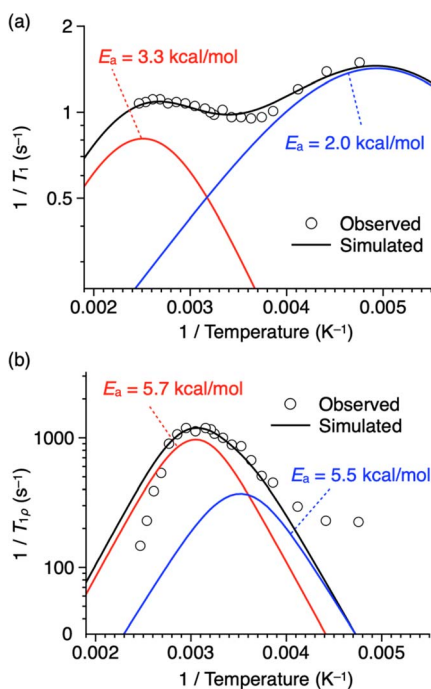 (a)
2
1
0.5
1 / T₁ (s⁻¹)
Eₐ = 3.3 kcal/mol
Eₐ = 2.0 kcal/mol
Observed
Simulated
0.002 0.003 0.004 0.005
1 / Temperature (K⁻¹)
(b)
1000
100
0
1 / T₁ρ (s⁻¹)
Eₐ = 5.7 kcal/mol
Observed
Simulated
Eₐ = 5.5 kcal/mol
0.002 0.003 0.004 0.005
1 / Temperature (K⁻¹)